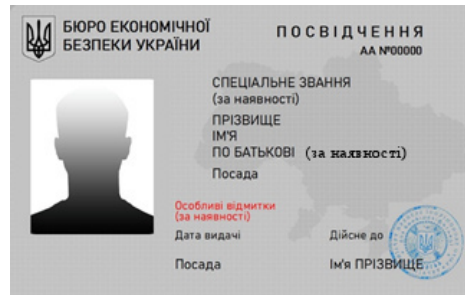 БЮРО ЕКОНОМІЧНОЇ
БЕЗПЕКИ УКРАЇНИ
ПОСВІДЧЕННЯ
АА №00000
СПЕЦІАЛЬНЕ ЗВАННЯ
(за наявності)
ПРІЗВИЩЕ
ІМ'Я
ПО БАТЬКОВІ (за наявності)
Посада
Особливі відмитки
(за наявності)
Дата видачі Дійсне до
Посада Ім'я ПРІЗВИЩЕ